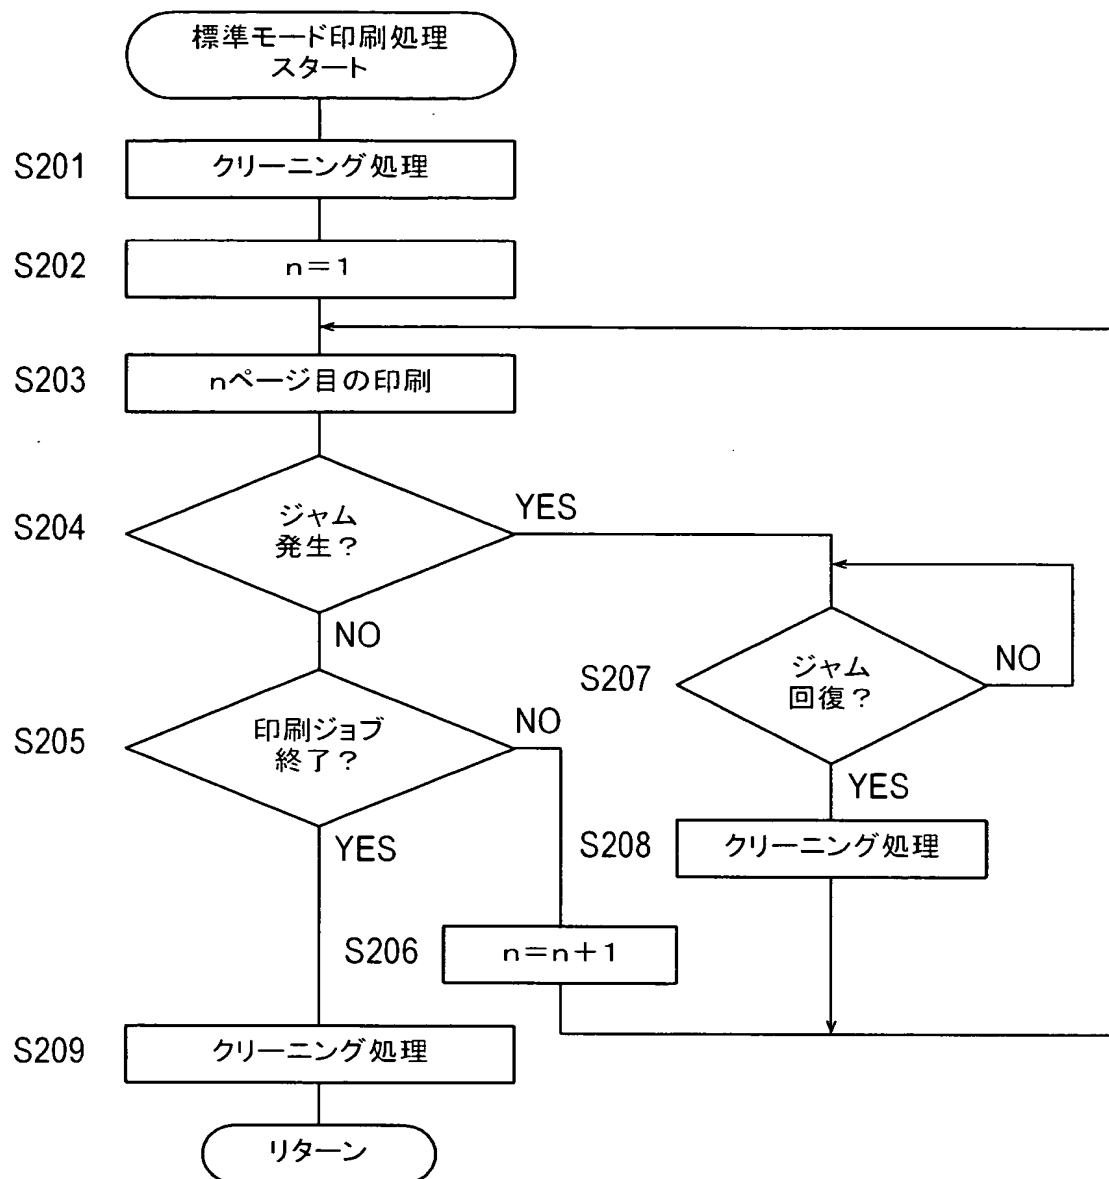 標準モード印刷処理
スタート
S201
クリーニング処理
S202
n=1
S203
nページ目の印刷
S204
ジャム
発生?
YES
NO
S207
ジャム
回復?
NO
YES
S205
印刷ジョブ
終了?
NO
YES
S208
クリーニング処理
S206
n=n+1
S209
クリーニング処理
リターン